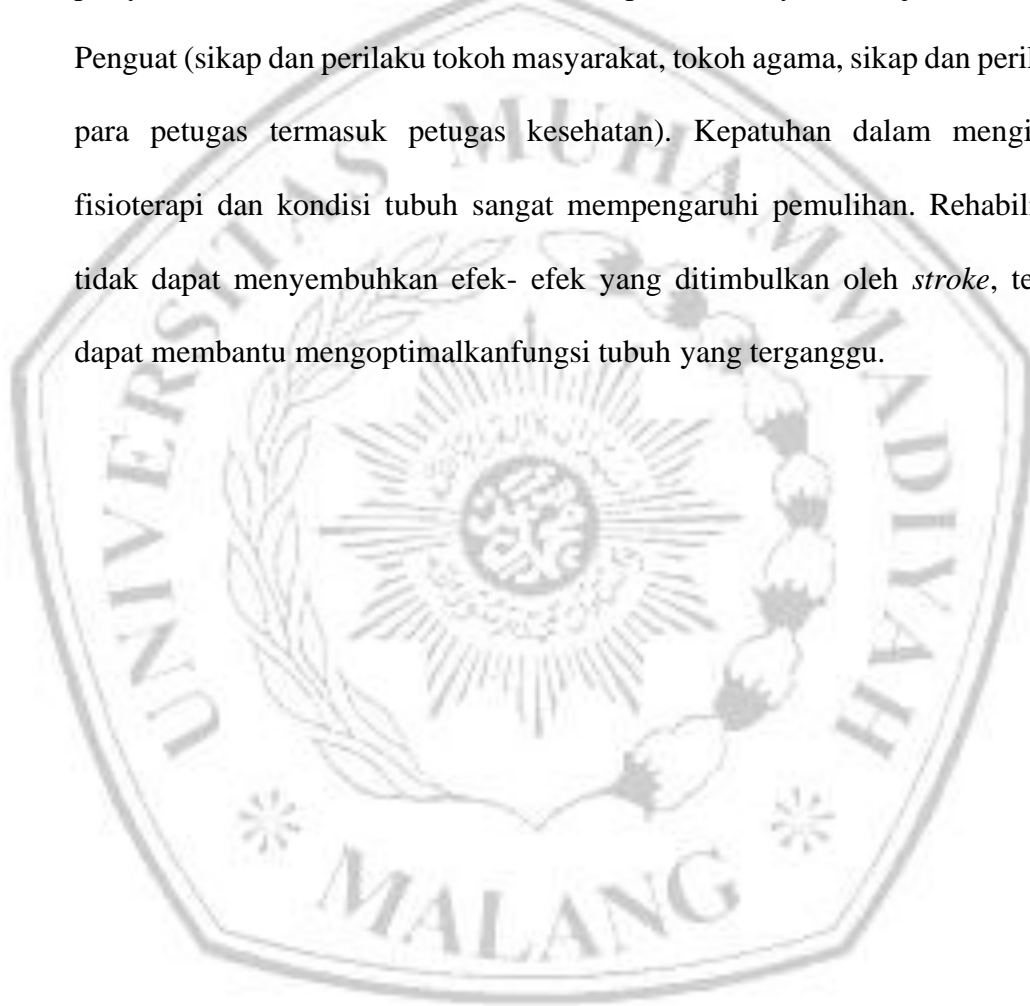 Penguat (sikap dan perilaku tokoh masyarakat, tokoh agama, sikap dan peril
para petugas termasuk petugas kesehatan). Kepatuhan dalam mengi
fisioterapi dan kondisi tubuh sangat mempengaruhi pemulihan. Rehabil
tidak dapat menyembuhkan efek- efek yang ditimbulkan oleh stroke, te
dapat membantu mengoptimalkanfungsi tubuh yang terganggu.
UNIVERSITAS MUHAMMADIYAH
MALANG